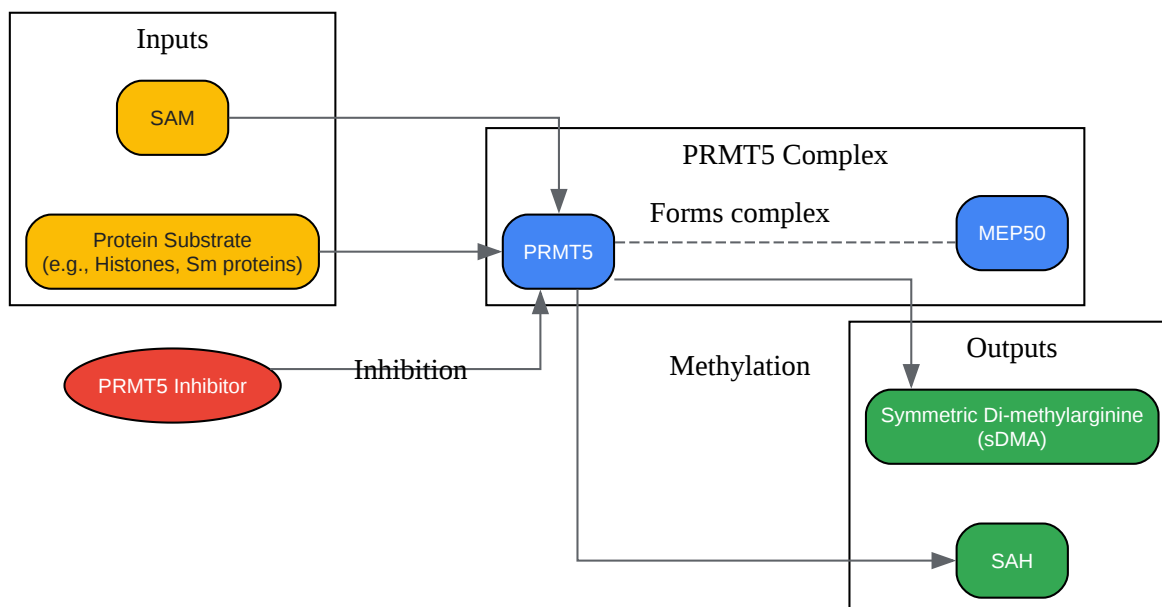 Inputs
SAM
Protein Substrate
(e.g., Histones, Sm proteins)
PRMT5 Inhibitor
Inhibition
PRMT5 Complex
Forms complex
PRMT5
MEP50
Methylation
Outputs
Symmetric Di-methylarginine
(sDMA)
SAH